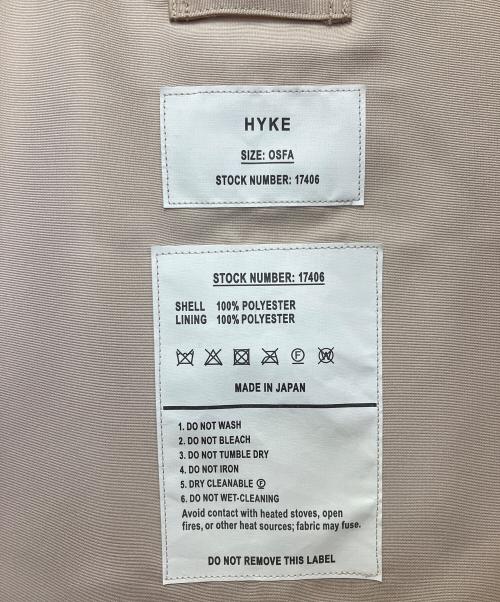 HYKE
SIZE: OSFA
STOCK NUMBER: 17406
STOCK NUMBER: 17406
SHELL 100% POLYESTER
LINING 100% POLYESTER
Ⓕ W
MADE IN JAPAN
1. DO NOT WASH
2. DO NOT BLEACH
3. DO NOT TUMBLE DRY
4. DO NOT IRON
5. DRY CLEANABLE Ⓕ
6. DO NOT WET-CLEANING
Avoid contact with heated stoves, open
fires, or other heat sources; fabric may fuse.
DO NOT REMOVE THIS LABEL